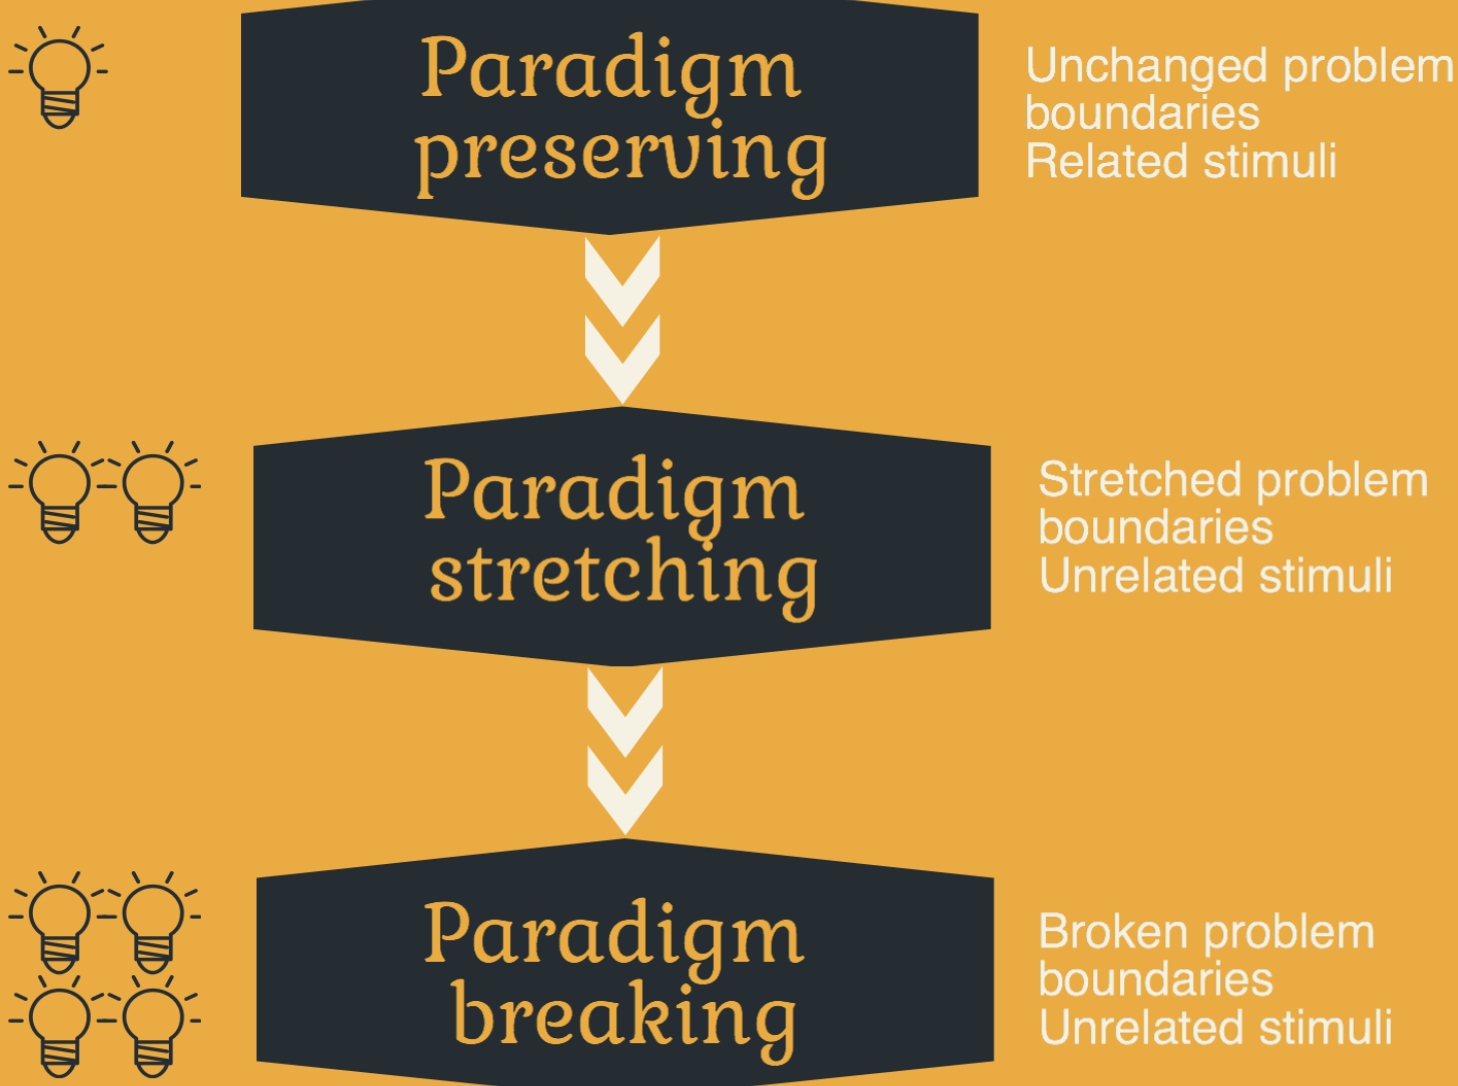 Paradigm
preserving
Unchanged problem
boundaries
Related stimuli
Paradigm
stretching
Stretched problem
boundaries
Unrelated stimuli
Paradigm
breaking
Broken problem
boundaries
Unrelated stimuli